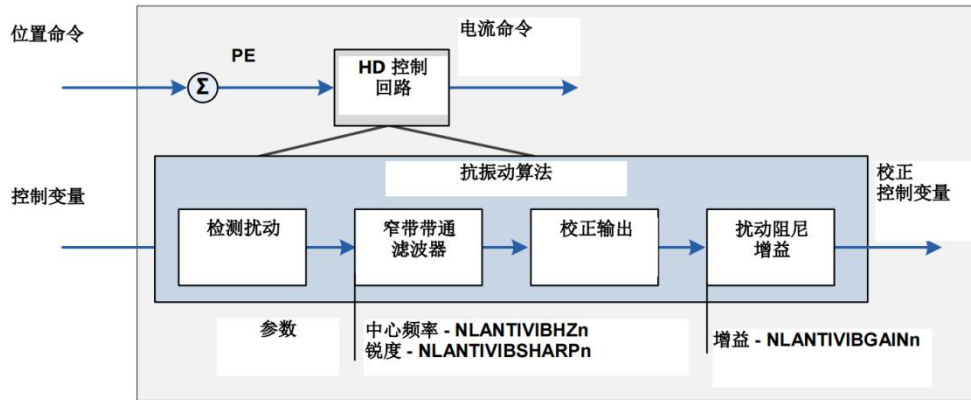 位置命令
PE
Σ
HD 控制
回路
电流命令
控制变量
抗振动算法
校正
控制变量
检测扰动
窄带带通
滤波器
校正输出
扰动阻尼
增益
参数
中心频率 - NLANTIVIBHZn
锐度 - NLANTIVIBSHARPn
增益 - NLANTIVIBGAINn